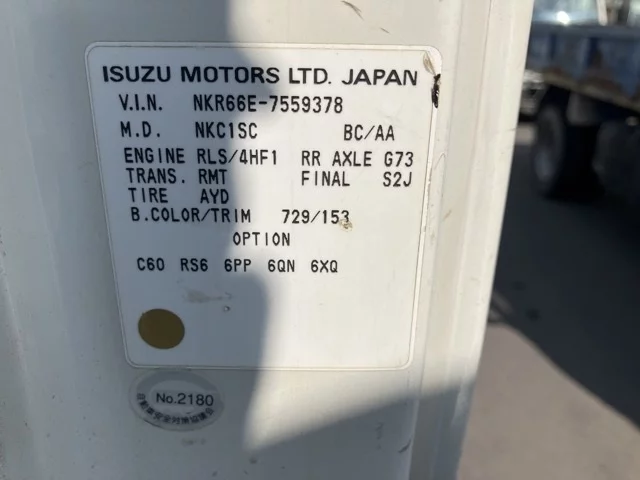 ISUZU MOTORS LTD. JAPAN
V.I.N. NKR66E-7559378
M.D. NKC1SC BC/AA
ENGINE RLS/4HF1 RR AXLE G73
TRANS. RMT FINAL S2J
TIRE AYD
B.COLOR/TRIM 729/153
OPTION
C60 RS6 6PP 6QN 6XQ
No.2180